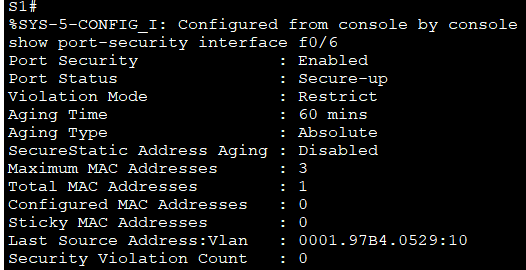 S1#
%SYS-5-CONFIG_I: Configured from console by console
show port-security interface f0/6
Port Security : Enabled
Port Status : Secure-up
Violation Mode : Restrict
Aging Time : 60 mins
Aging Type : Absolute
SecureStatic Address Aging : Disabled
Maximum MAC Addresses : 3
Total MAC Addresses : 1
Configured MAC Addresses : 0
Sticky MAC Addresses : 0
Last Source Address:Vlan : 0001.97B4.0529:10
Security Violation Count : 0